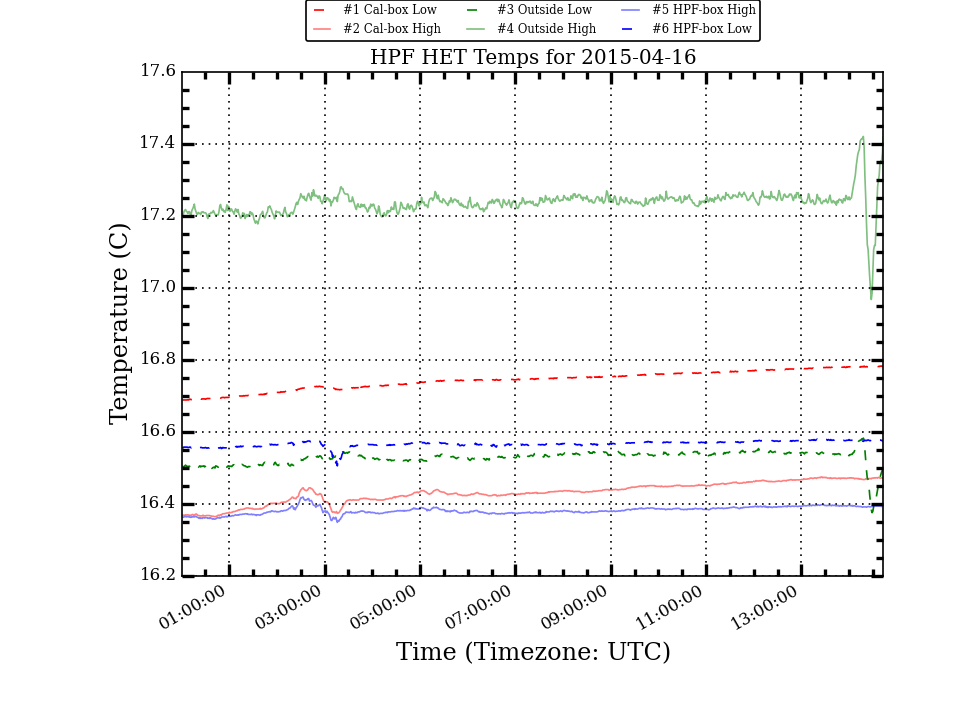 #1 Cal-box Low #3 Outside Low #5 HPF-box High
#2 Cal-box High #4 Outside High #6 HPF-box Low
HPF HET Temps for 2015-04-16
17.6
17.4
17.2
17.0
16.8
16.6
16.4
16.2
Temperature (C)
01:00:00 03:00:00 05:00:00 07:00:00 09:00:00 11:00:00 13:00:00
Time (Timezone: UTC)